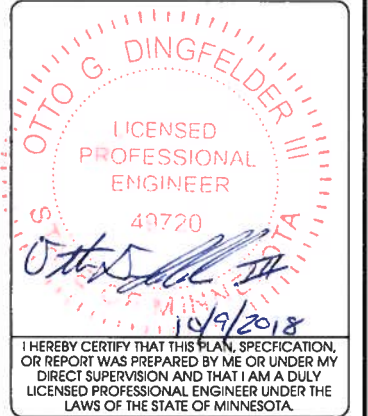 OTTO G. DINGFELDER III
LICENSED
PROFESSIONAL
ENGINEER
49720
STATE OF MINNESOTA
10/9/2018
I HEREBY CERTIFY THAT THIS PLAN, SPECFICATION,
OR REPORT WAS PREPARED BY ME OR UNDER MY
DIRECT SUPERVISION AND THAT I AM A DULY
LICENSED PROFESSIONAL ENGINEER UNDER THE
LAWS OF THE STATE OF MINNESOTA.